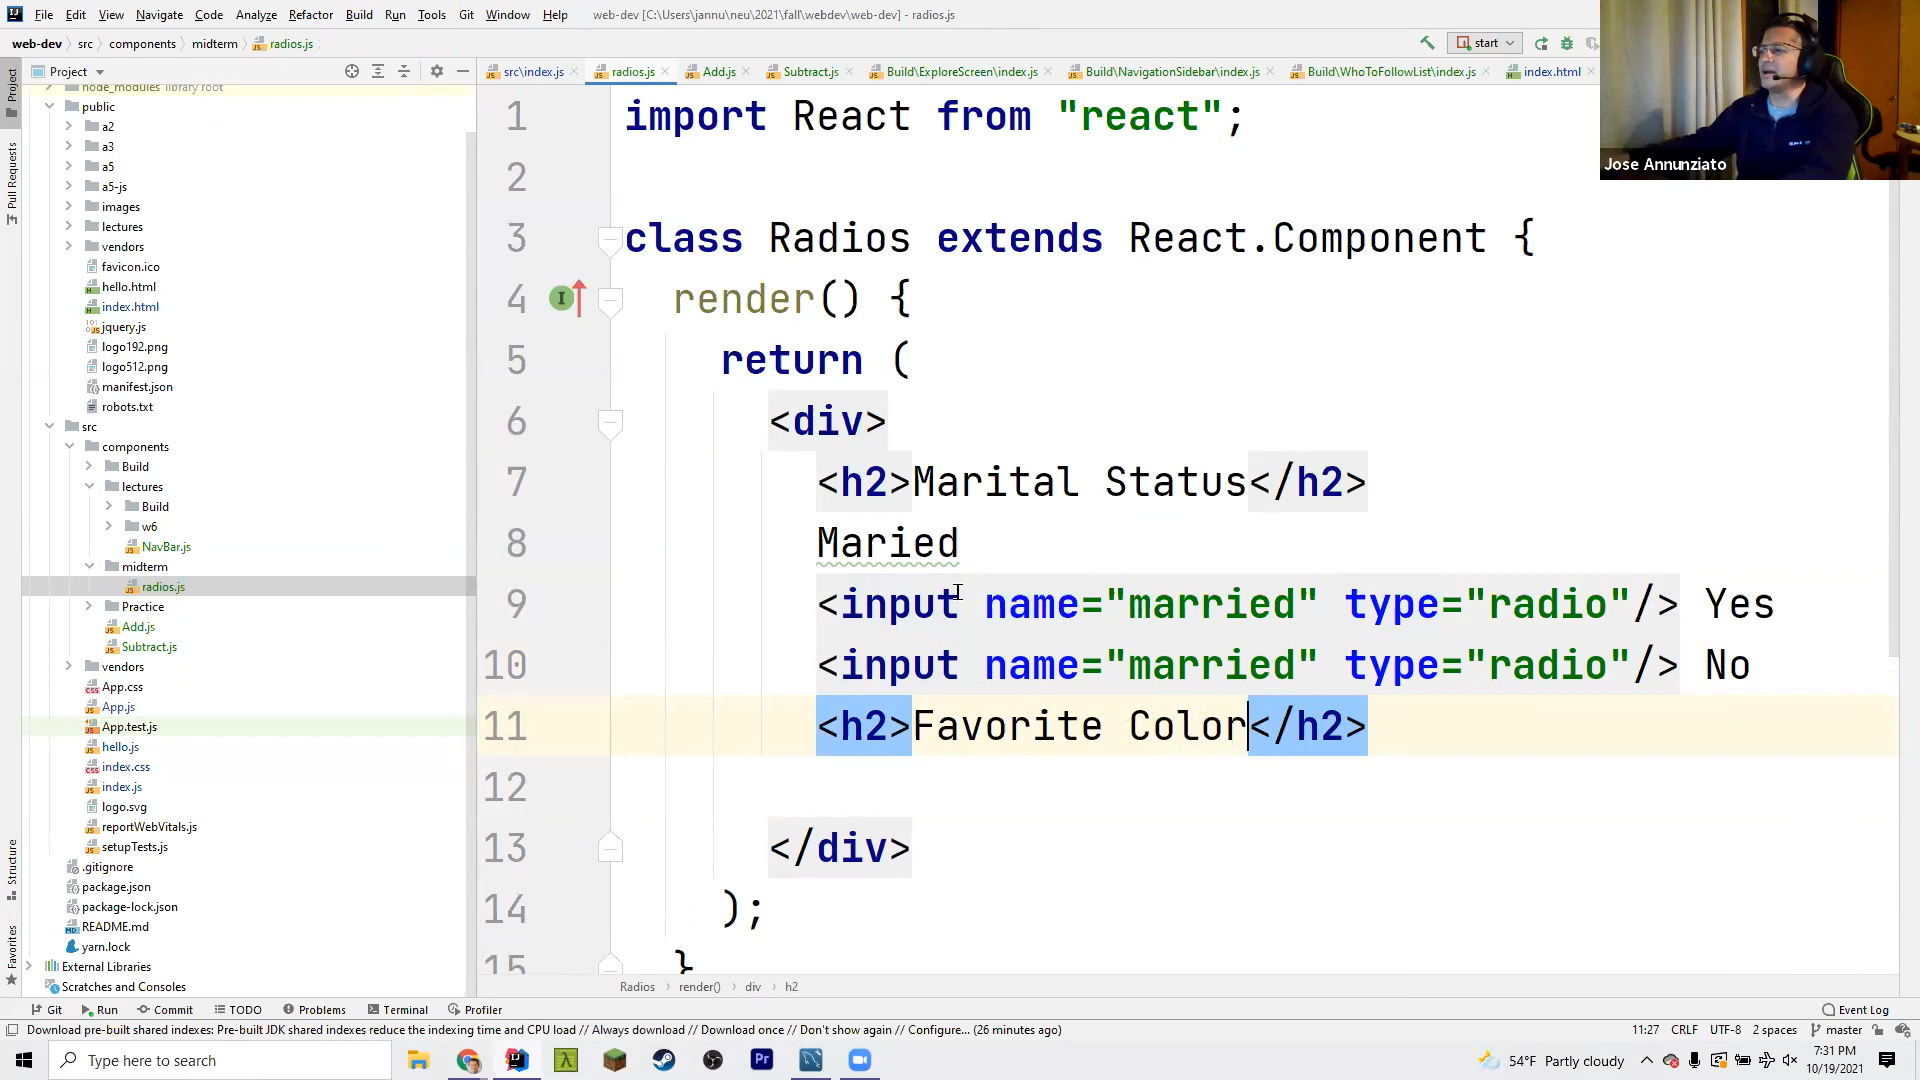 File Edit View Navigate Code Analyze Refactor Build Run Tools Git Window Help web-dev [C:\Users\jannu\neu\2021\fall\webdev\web-dev] - radios.js
web-dev src components midterm radios.js start
Project
src\index.js radios.js Add.js Subtract.js Build\ExploreScreen\index.js Build\NavigationSidebar\index.js Build\WhoToFollowList\index.js index.html
Jose Annunziato
Project
Pull Requests
Structure
Favorites
node_modules library root
public
a2
a3
a5
a5-js
images
lectures
vendors
favicon.ico
hello.html
index.html
jquery.js
logo192.png
logo512.png
manifest.json
robots.txt
src
components
Build
lectures
Build
w6
NavBar.js
midterm
radios.js
Practice
Add.js
Subtract.js
vendors
App.css
App.js
App.test.js
hello.js
index.css
index.js
logo.svg
reportWebVitals.js
setupTests.js
.gitignore
package.json
package-lock.json
README.md
yarn.lock
External Libraries
Scratches and Consoles
1 import React from "react";
2
3 class Radios extends React.Component {
4 render() {
5 return (
6 <div>
7 <h2>Marital Status</h2>
8 Maried
9 <input name="married" type="radio"/> Yes
10 <input name="married" type="radio"/> No
11 <h2>Favorite Color</h2>
12
13 </div>
14 );
15 }
Radios render() div h2
Git Run Commit TODO Problems Terminal Profiler Event Log
Download pre-built shared indexes: Pre-built JDK shared indexes reduce the indexing time and CPU load // Always download // Download once // Don't show again // Configure... (26 minutes ago) 11:27 CRLF UTF-8 2 spaces master
Type here to search
54°F Partly cloudy
7:31 PM
10/19/2021